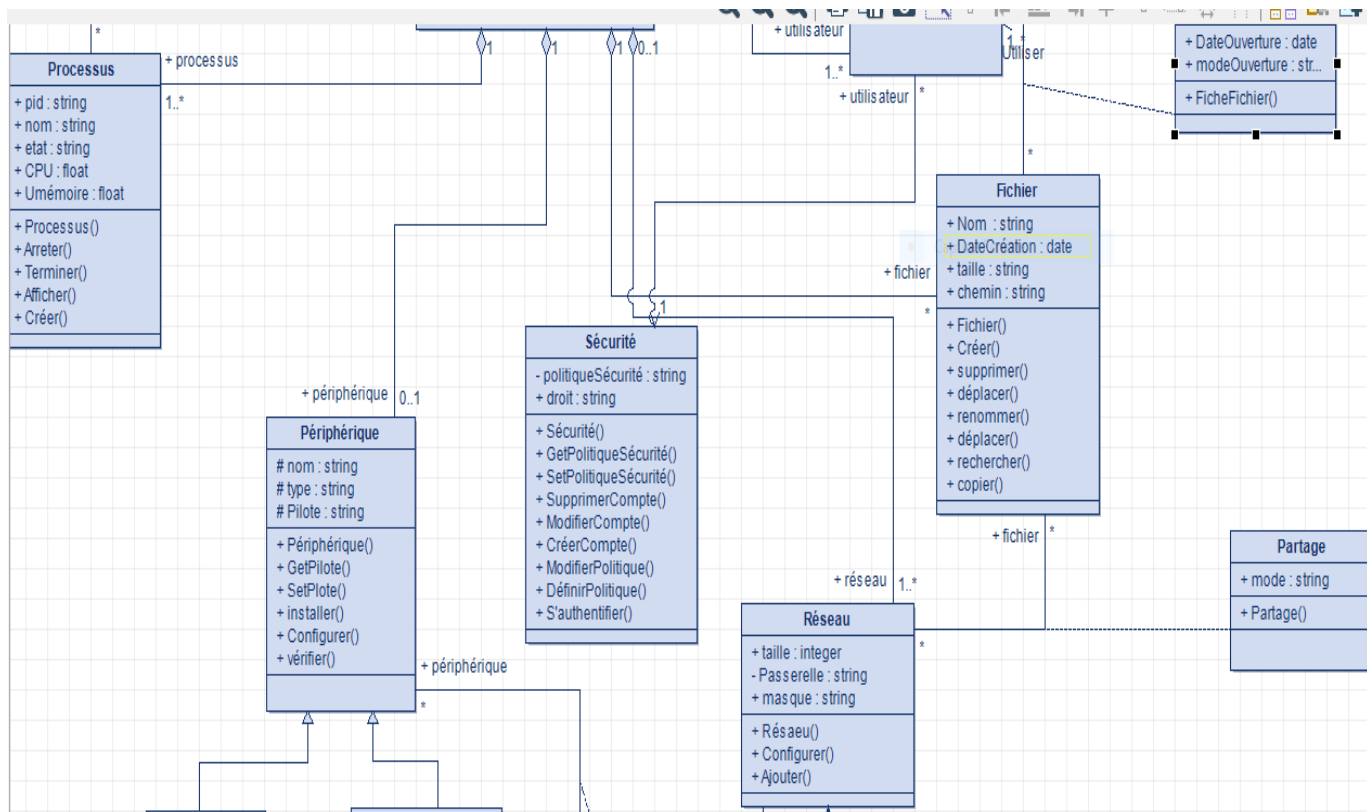 *
+ processus
1
1
1
0..1
+ utilisateur
1..*
1..*
Utiliser
+ utilisateur
*
+ DateOuverture : date
+ modeOuverture : str...
+ FicheFichier()
Processus
+ pid : string
+ nom : string
+ etat : string
+ CPU : float
+ Umémoire : float
+ Processus()
+ Arreter()
+ Terminer()
+ Afficher()
+ Créer()
*
Fichier
+ Nom : string
+ DateCréation : date
+ taille : string
+ chemin : string
+ Fichier()
+ Créer()
+ supprimer()
+ déplacer()
+ renommer()
+ déplacer()
+ rechercher()
+ copier()
+ fichier
*
1
Sécurité
- politiqueSécurité : string
+ droit : string
+ Sécurité()
+ GetPolitiqueSécurité()
+ SetPolitiqueSécurité()
+ SupprimerCompte()
+ ModifierCompte()
+ CréerCompte()
+ ModifierPolitique()
+ DéfinirPolitique()
+ S'authentifier()
+ périphérique
0..1
Périphérique
# nom : string
# type : string
# Pilote : string
+ Périphérique()
+ GetPilote()
+ SetPlote()
+ installer()
+ Configurer()
+ vérifier()
+ périphérique
*
+ fichier
*
Partage
+ mode : string
+ Partage()
+ réseau
1..*
Réseau
+ taille : integer
- Passerelle : string
+ masque : string
+ Résaeu()
+ Configurer()
+ Ajouter()
*